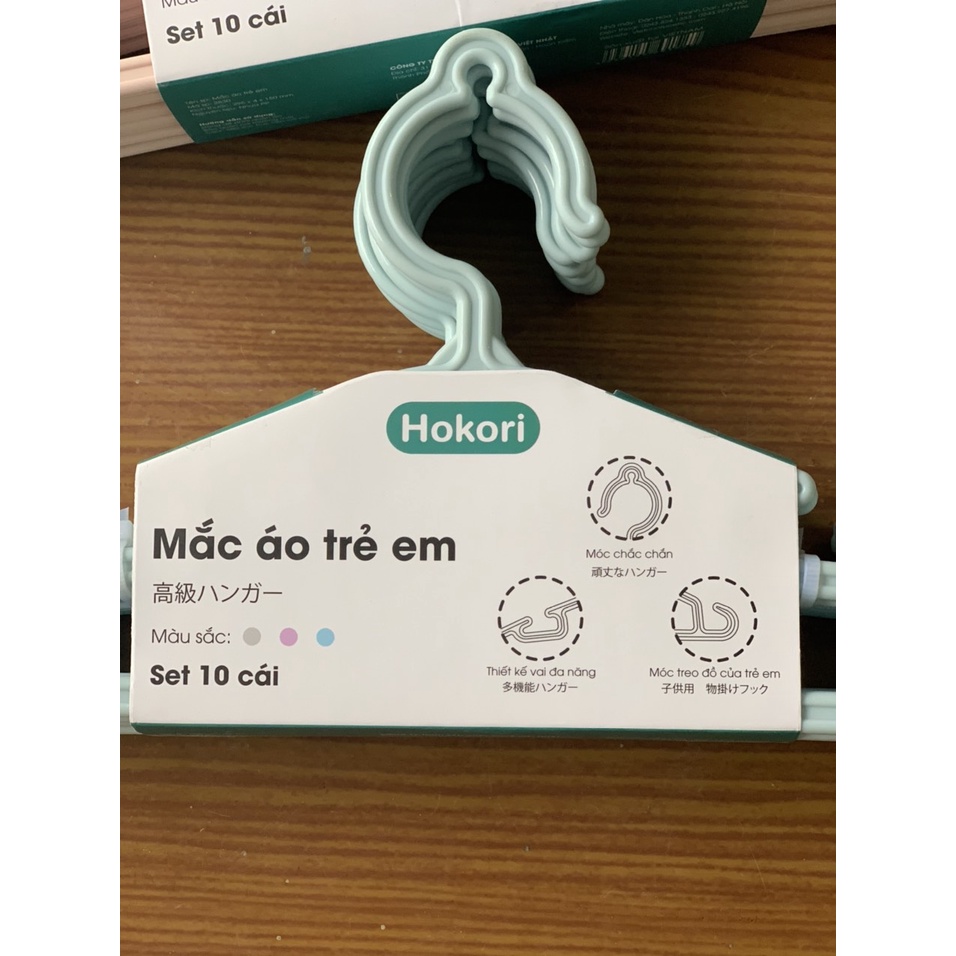 Set 10 cái
CÔNG TY T
Hokori
Mắc áo trẻ em
高級ハンガー
Màu sắc:
Set 10 cái
Móc chắc chắn
頑丈なハンガー
Thiết kế vai đa năng
多機能ハンガー
Móc treo đồ của trẻ em
子供用 物掛けフック